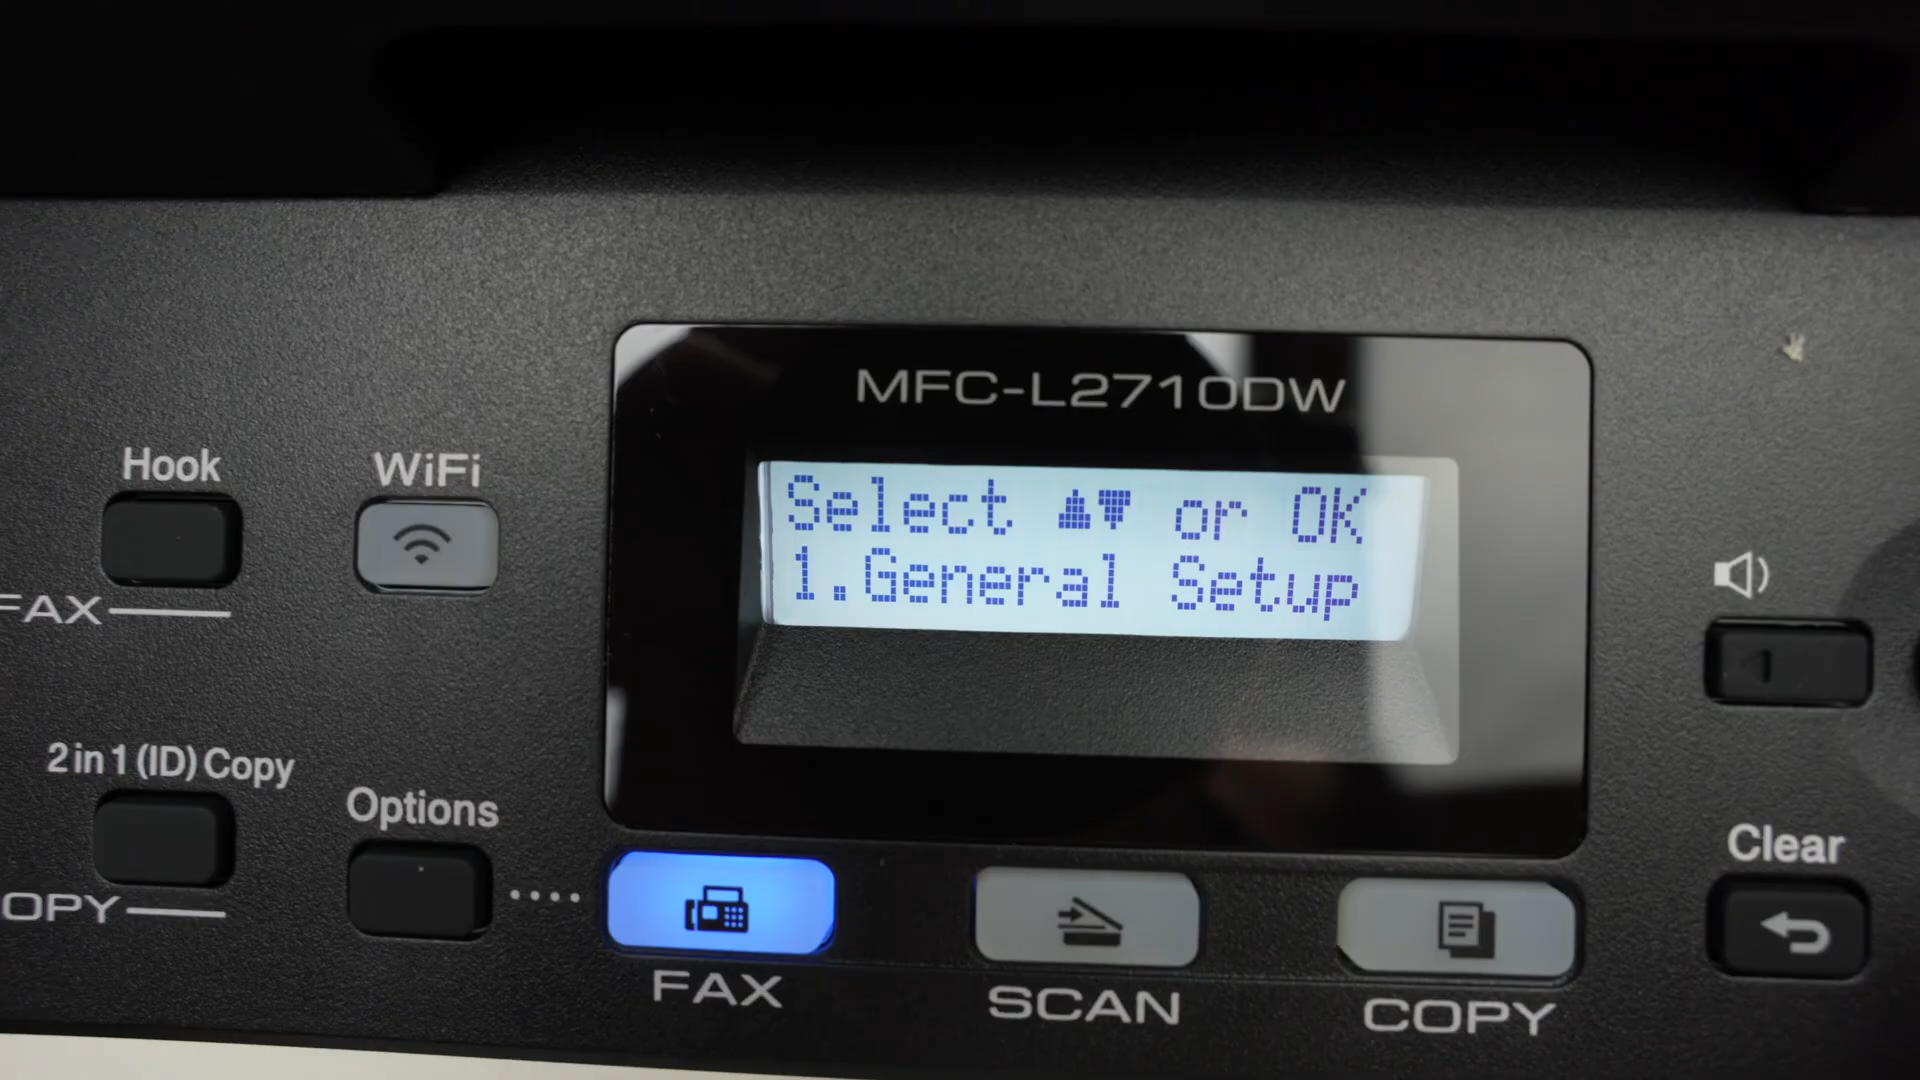 MFC-L2710DW
Select ▲▼ or OK
1.General Setup
Hook
WiFi
FAX
2 in 1 (ID) Copy
Options
OPY
FAX
SCAN
COPY
Clear